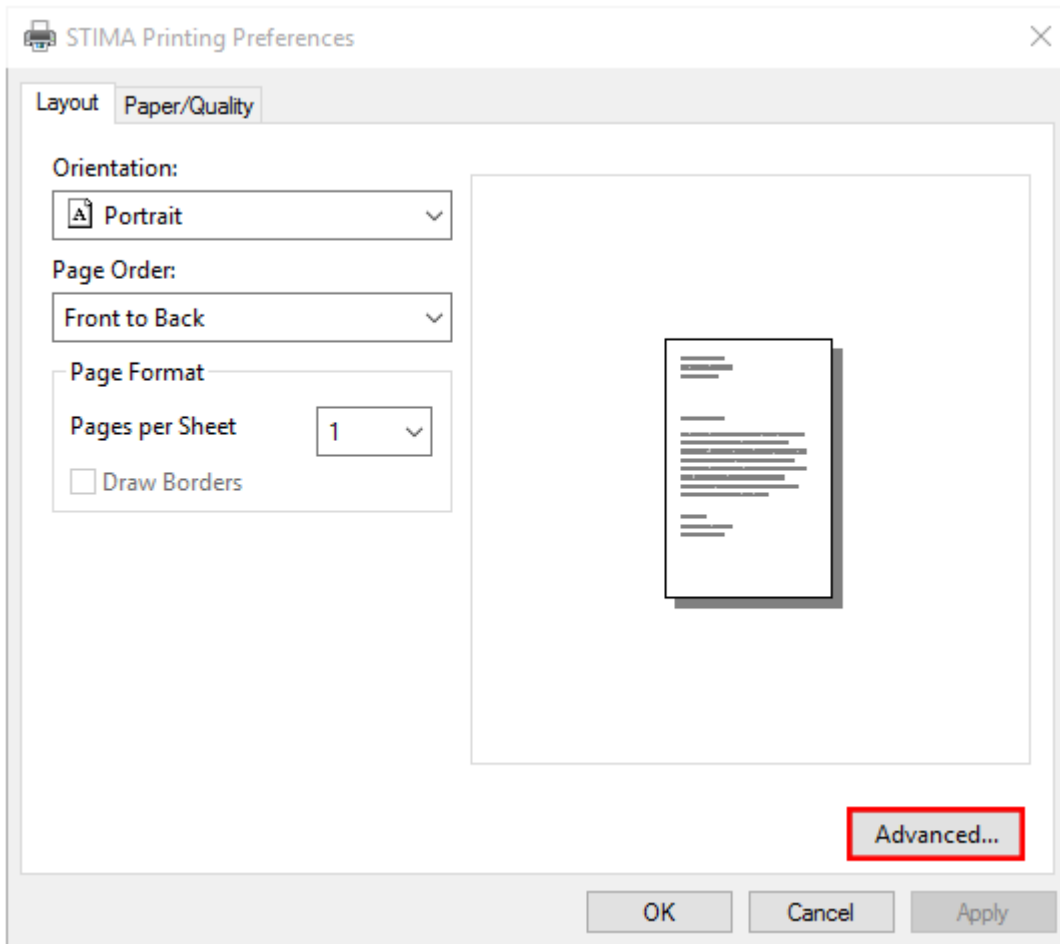 STIMA Printing Preferences
Layout Paper/Quality
Orientation:
Portrait
Page Order:
Front to Back
Page Format
Pages per Sheet 1
Draw Borders
Advanced...
OK Cancel Apply